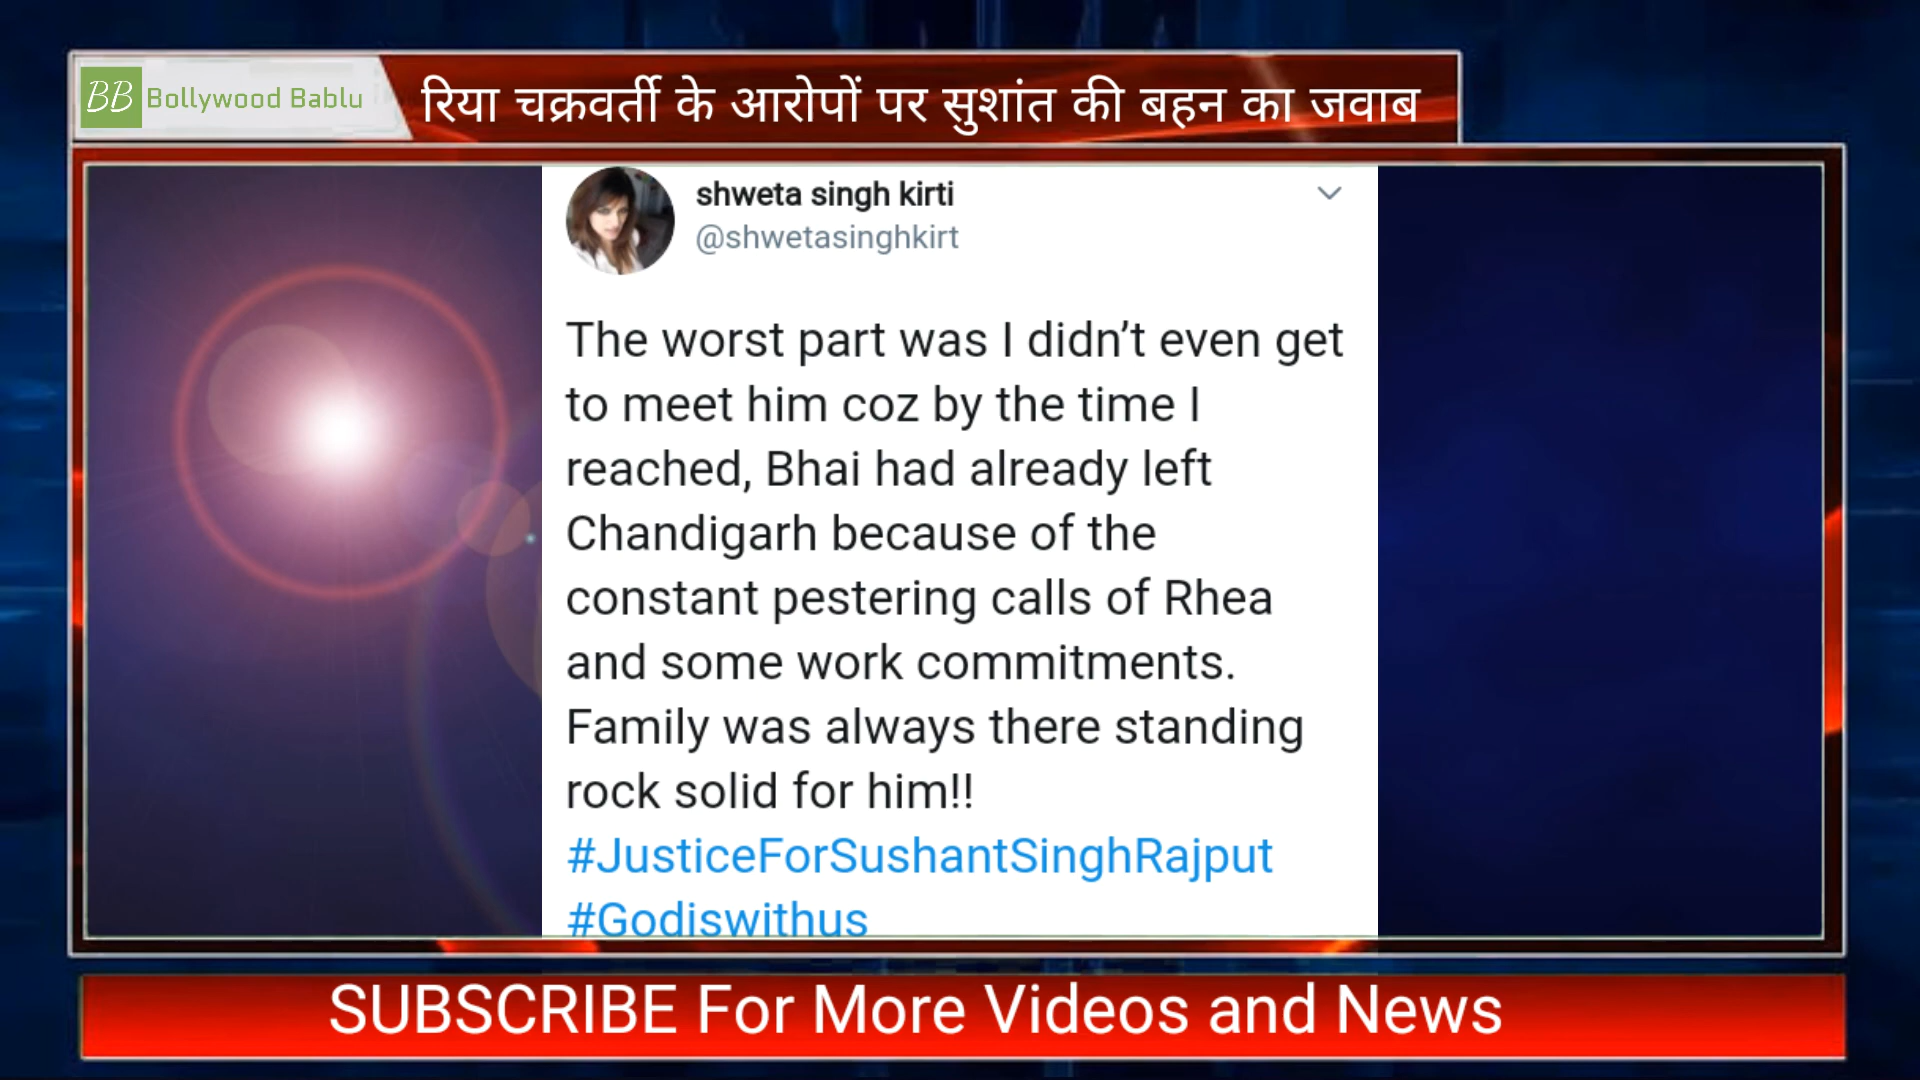 BB Bollywood Bablu
रिया चक्रवर्ती के आरोपों पर सुशांत की बहन का जवाब
shweta singh kirti
@shwetasinghkirt
The worst part was I didn’t even get
to meet him coz by the time I
reached, Bhai had already left
Chandigarh because of the
constant pestering calls of Rhea
and some work commitments.
Family was always there standing
rock solid for him!!
#JusticeForSushantSinghRajput
#Godiswithus
SUBSCRIBE For More Videos and News